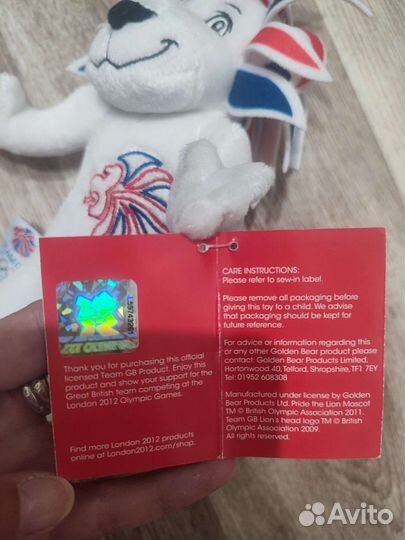 L59743291
Thank you for purchasing this official
licensed Team GB Product. Enjoy this
product and show your support for the
Great British team competing at the
London 2012 Olympic Games.
Find more London 2012 products
online at London2012.com/shop.
CARE INSTRUCTIONS:
Please refer to sew-in label.
Please remove all packaging before
giving this toy to a child. We advise
that packaging should be kept for
future reference.
For advice or information regarding this
or any other Golden Bear product please
contact: Golden Bear Products Limited,
Hortonwood 40, Telford, Shropshire, TF1 7EY
Tel: 01952 608308
Manufactured under license by Golden
Bear Products Ltd. Pride the Lion Mascot
TM © British Olympic Association 2011.
Team GB Lion's head logo TM © British
Olympic Association 2009.
All rights reserved.
Avito